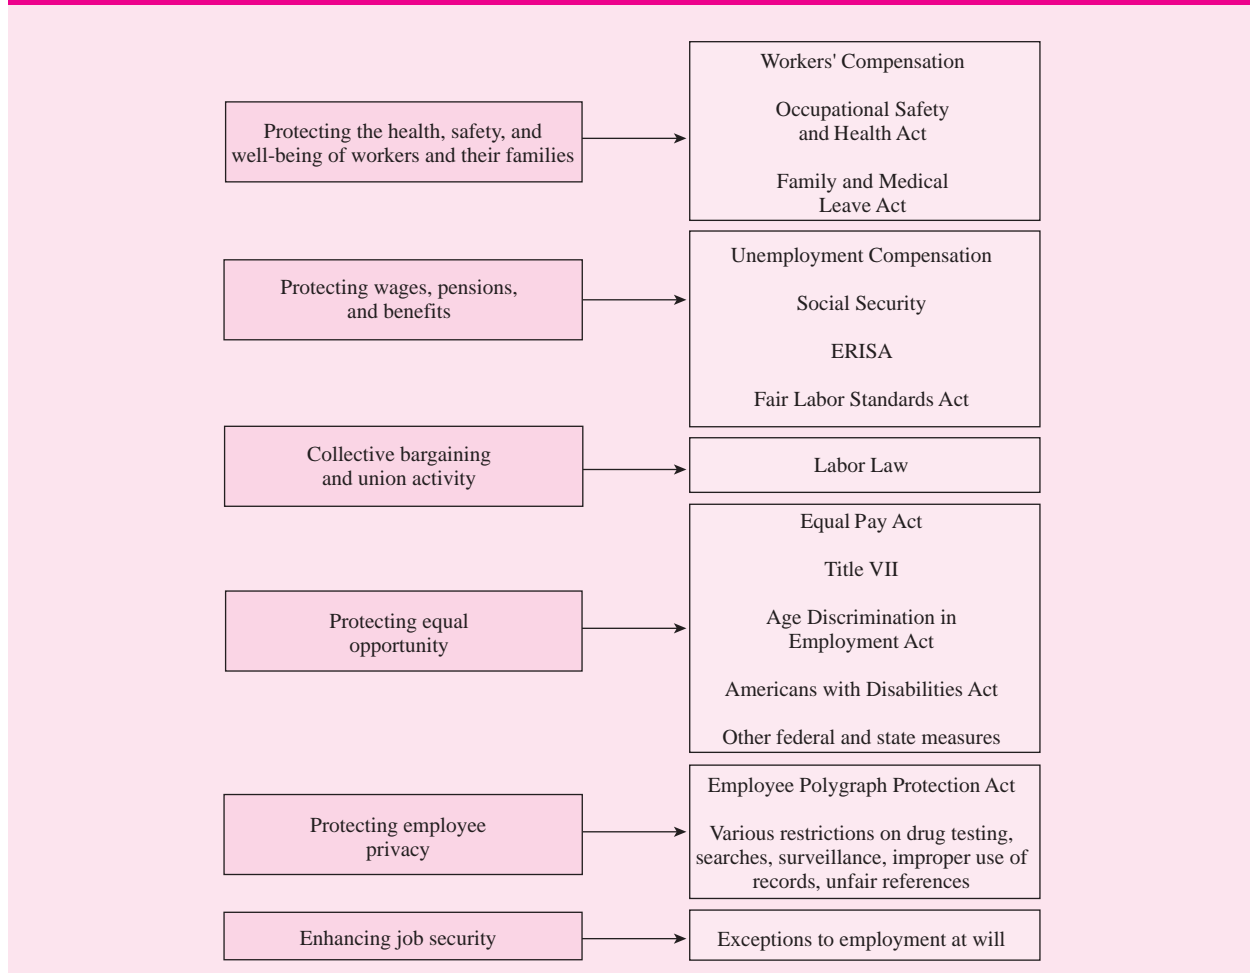 Protecting the health, safety, and
well-being of workers and their families
Workers' Compensation
Occupational Safety
and Health Act
Family and Medical
Leave Act
Protecting wages, pensions,
and benefits
Unemployment Compensation
Social Security
ERISA
Fair Labor Standards Act
Collective bargaining
and union activity
Labor Law
Protecting equal
opportunity
Equal Pay Act
Title VII
Age Discrimination in
Employment Act
Americans with Disabilities Act
Other federal and state measures
Protecting employee
privacy
Employee Polygraph Protection Act
Various restrictions on drug testing,
searches, surveillance, improper use of
records, unfair references
Enhancing job security
Exceptions to employment at will